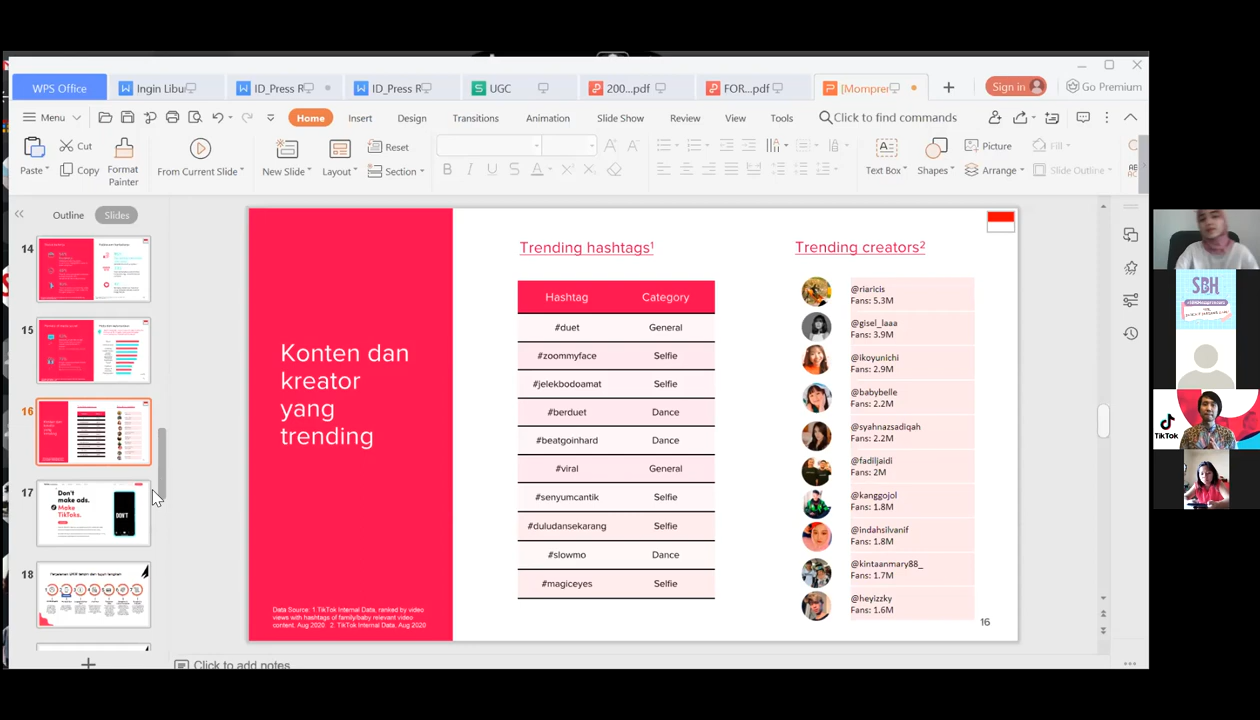 WPS Office
Ingin Libu
ID_Press R
ID_Press R
UGC
200...pdf
FOR...pdf
[Mompren
Sign in
Go Premium
Menu
Home
Insert
Design
Transitions
Animation
Slide Show
Review
View
Tools
Click to find commands
Paste
Cut
Copy
Format
Painter
From Current Slide
New Slide
Layout
Reset
Section
B I U S A
Text Box
Shapes
Picture
Arrange
Fill
Slide Outline
Outline
Slides
14
15
16
17
Don't
make ads.
Make
TikToks.
DON'T
18
Konten dan
kreator
yang
trending
Data Source: 1.TikTok Internal Data, ranked by video
views with hashtags of family/baby relevant video
content. Aug 2020 2. TikTok Internal Data, Aug 2020
Trending hashtags¹
Hashtag Category
#duet General
#zoommyface Selfie
#jelekbodoamat Selfie
#berduet Dance
#beatgoinhard Dance
#viral General
#senyumcantik Selfie
#duludansekarang Selfie
#slowmo Dance
#magiceyes Selfie
Trending creators²
@riaricis
Fans: 5.3M
@gisel_laaa
Fans: 3.9M
@ikoyunichi
Fans: 2.9M
@babybelle
Fans: 2.2M
@syahnazsadiqah
Fans: 2.2M
@fadiljaidi
Fans: 2M
@kanggojol
Fans: 1.8M
@indahsilvanif
Fans: 1.8M
@kintaanmary88_
Fans: 1.7M
@heyizzky
Fans: 1.6M
16
Click to add notes
SBH
TikTok